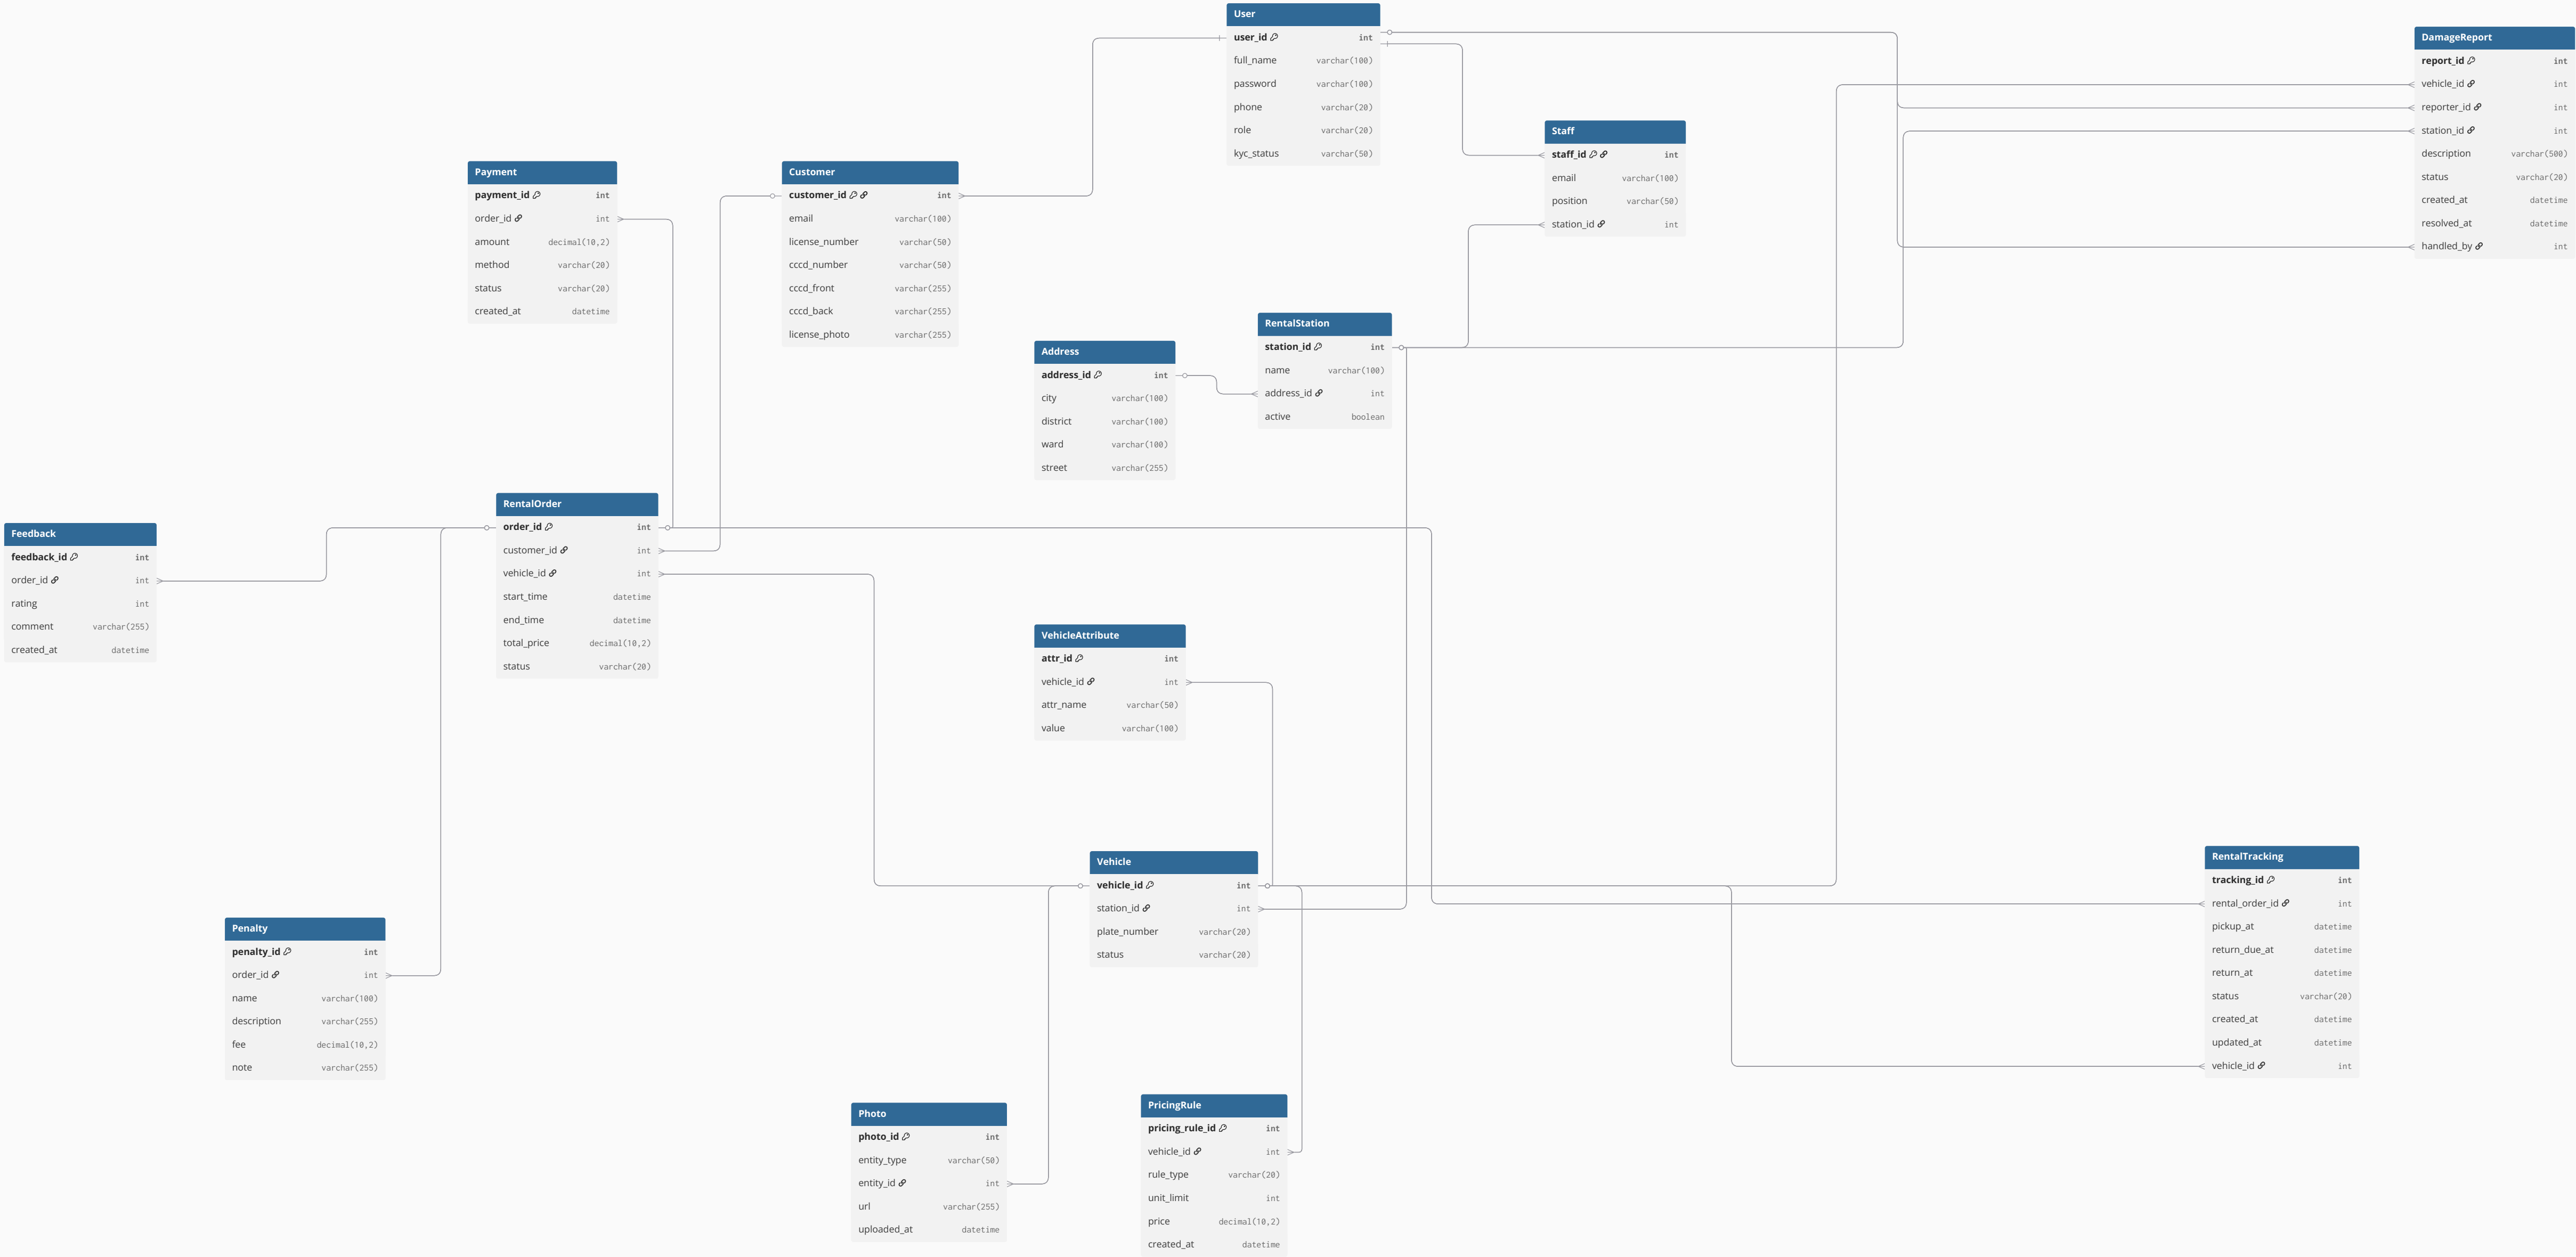 User
user_id int
full_name varchar(100)
password varchar(100)
phone varchar(20)
role varchar(20)
kyc_status varchar(50)
DamageReport
report_id int
vehicle_id int
reporter_id int
station_id int
description varchar(500)
status varchar(20)
created_at datetime
resolved_at datetime
handled_by int
Staff
staff_id int
email varchar(100)
position varchar(50)
station_id int
Payment
payment_id int
order_id int
amount decimal(10,2)
method varchar(20)
status varchar(20)
created_at datetime
Customer
customer_id int
email varchar(100)
license_number varchar(50)
cccd_number varchar(50)
cccd_front varchar(255)
cccd_back varchar(255)
license_photo varchar(255)
RentalStation
station_id int
name varchar(100)
address_id int
active boolean
Address
address_id int
city varchar(100)
district varchar(100)
ward varchar(100)
street varchar(255)
RentalOrder
order_id int
customer_id int
vehicle_id int
start_time datetime
end_time datetime
total_price decimal(10,2)
status varchar(20)
Feedback
feedback_id int
order_id int
rating int
comment varchar(255)
created_at datetime
VehicleAttribute
attr_id int
vehicle_id int
attr_name varchar(50)
value varchar(100)
Vehicle
vehicle_id int
station_id int
plate_number varchar(20)
status varchar(20)
RentalTracking
tracking_id int
rental_order_id int
pickup_at datetime
return_due_at datetime
return_at datetime
status varchar(20)
created_at datetime
updated_at datetime
vehicle_id int
Penalty
penalty_id int
order_id int
name varchar(100)
description varchar(255)
fee decimal(10,2)
note varchar(255)
Photo
photo_id int
entity_type varchar(50)
entity_id int
url varchar(255)
uploaded_at datetime
PricingRule
pricing_rule_id int
vehicle_id int
rule_type varchar(20)
unit_limit int
price decimal(10,2)
created_at datetime